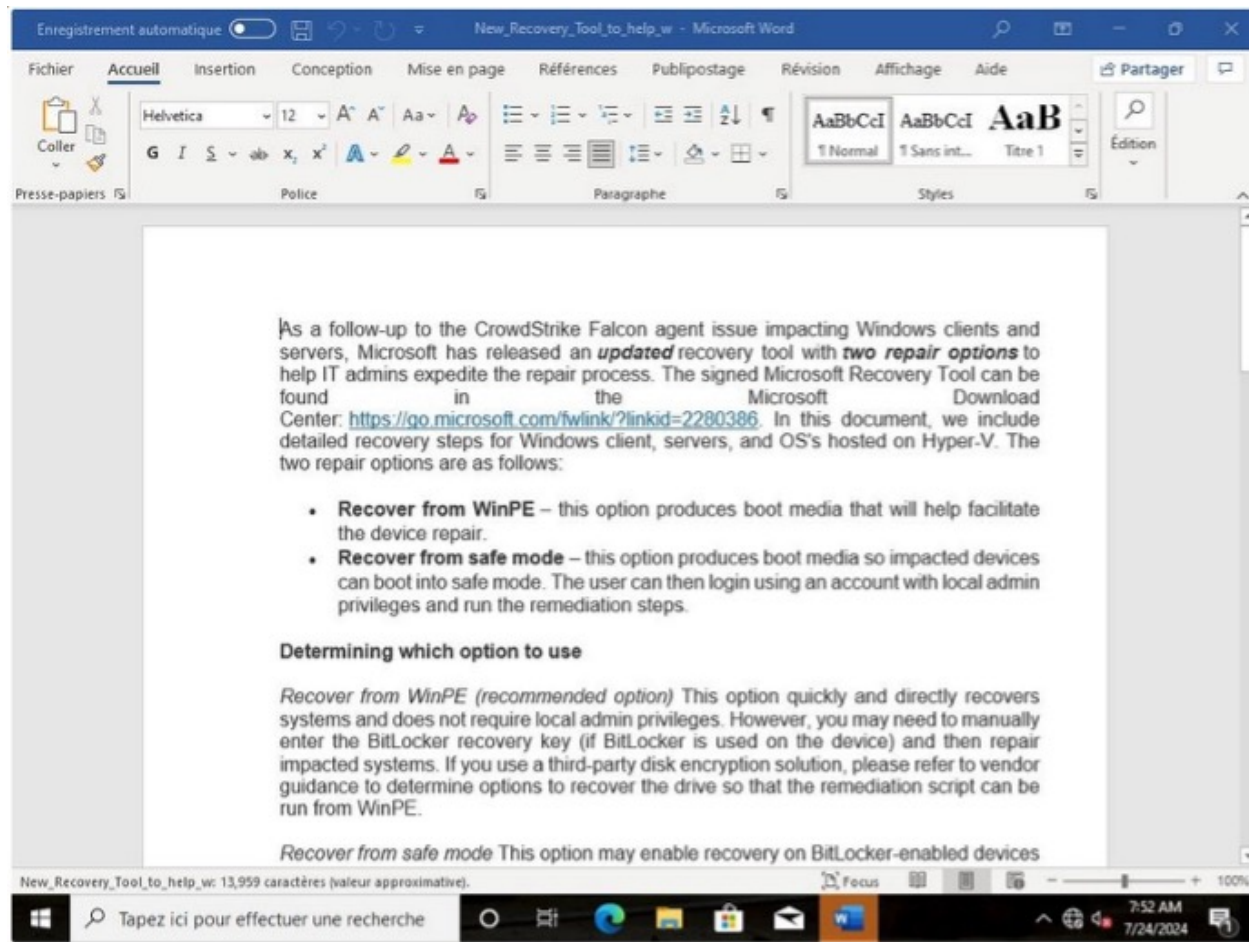 Enregistrement automatique
New_Recovery_Tool_to_help_w - Microsoft Word
Fichier Accueil Insertion Conception Mise en page Références Publipostage Révision Affichage Aide Partager
Coller
Helvetica 12 A A Aa A
G I S ab x₂ x² A A
AaBbCcI AaBbCcI AaB
¶ Normal ¶ Sans int... Titre 1
Édition
Presse-papiers Police Paragraphe Styles
As a follow-up to the CrowdStrike Falcon agent issue impacting Windows clients and
servers, Microsoft has released an updated recovery tool with two repair options to
help IT admins expedite the repair process. The signed Microsoft Recovery Tool can be
found in the Microsoft Download
Center: https://go.microsoft.com/fwlink/?linkid=2280386. In this document, we include
detailed recovery steps for Windows client, servers, and OS's hosted on Hyper-V. The
two repair options are as follows:
• Recover from WinPE – this option produces boot media that will help facilitate
the device repair.
• Recover from safe mode – this option produces boot media so impacted devices
can boot into safe mode. The user can then login using an account with local admin
privileges and run the remediation steps.
Determining which option to use
Recover from WinPE (recommended option) This option quickly and directly recovers
systems and does not require local admin privileges. However, you may need to manually
enter the BitLocker recovery key (if BitLocker is used on the device) and then repair
impacted systems. If you use a third-party disk encryption solution, please refer to vendor
guidance to determine options to recover the drive so that the remediation script can be
run from WinPE.
Recover from safe mode This option may enable recovery on BitLocker-enabled devices
New_Recovery_Tool_to_help_w: 13,959 caractères (valeur approximative). Focus 100%
Tapez ici pour effectuer une recherche
7:52 AM
7/24/2024